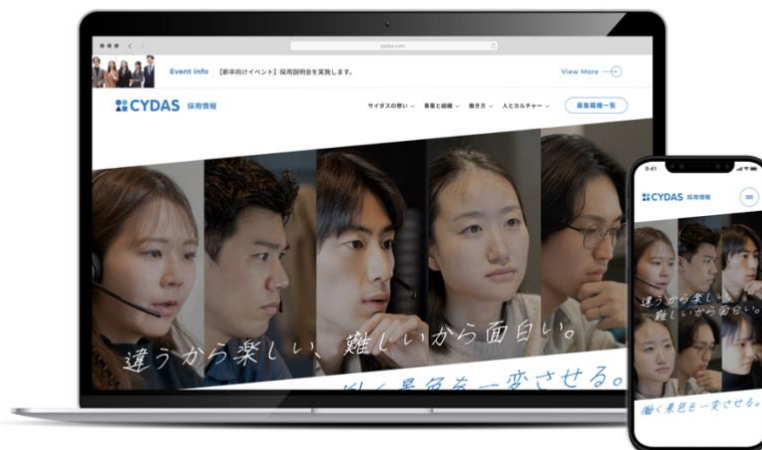 cydas.com
Event info 【新卒向けイベント】採用説明会を実施します。 View More
CYDAS 採用情報 サイダスの想い 事業と組織 働き方 人とカルチャー 募集職種一覧
違うから楽しい、難しいから面白い。
働く景色を一変させる。
9:41
CYDAS 採用情報
違うから楽しい、
難しいから面白い。
働く景色を一変させる。